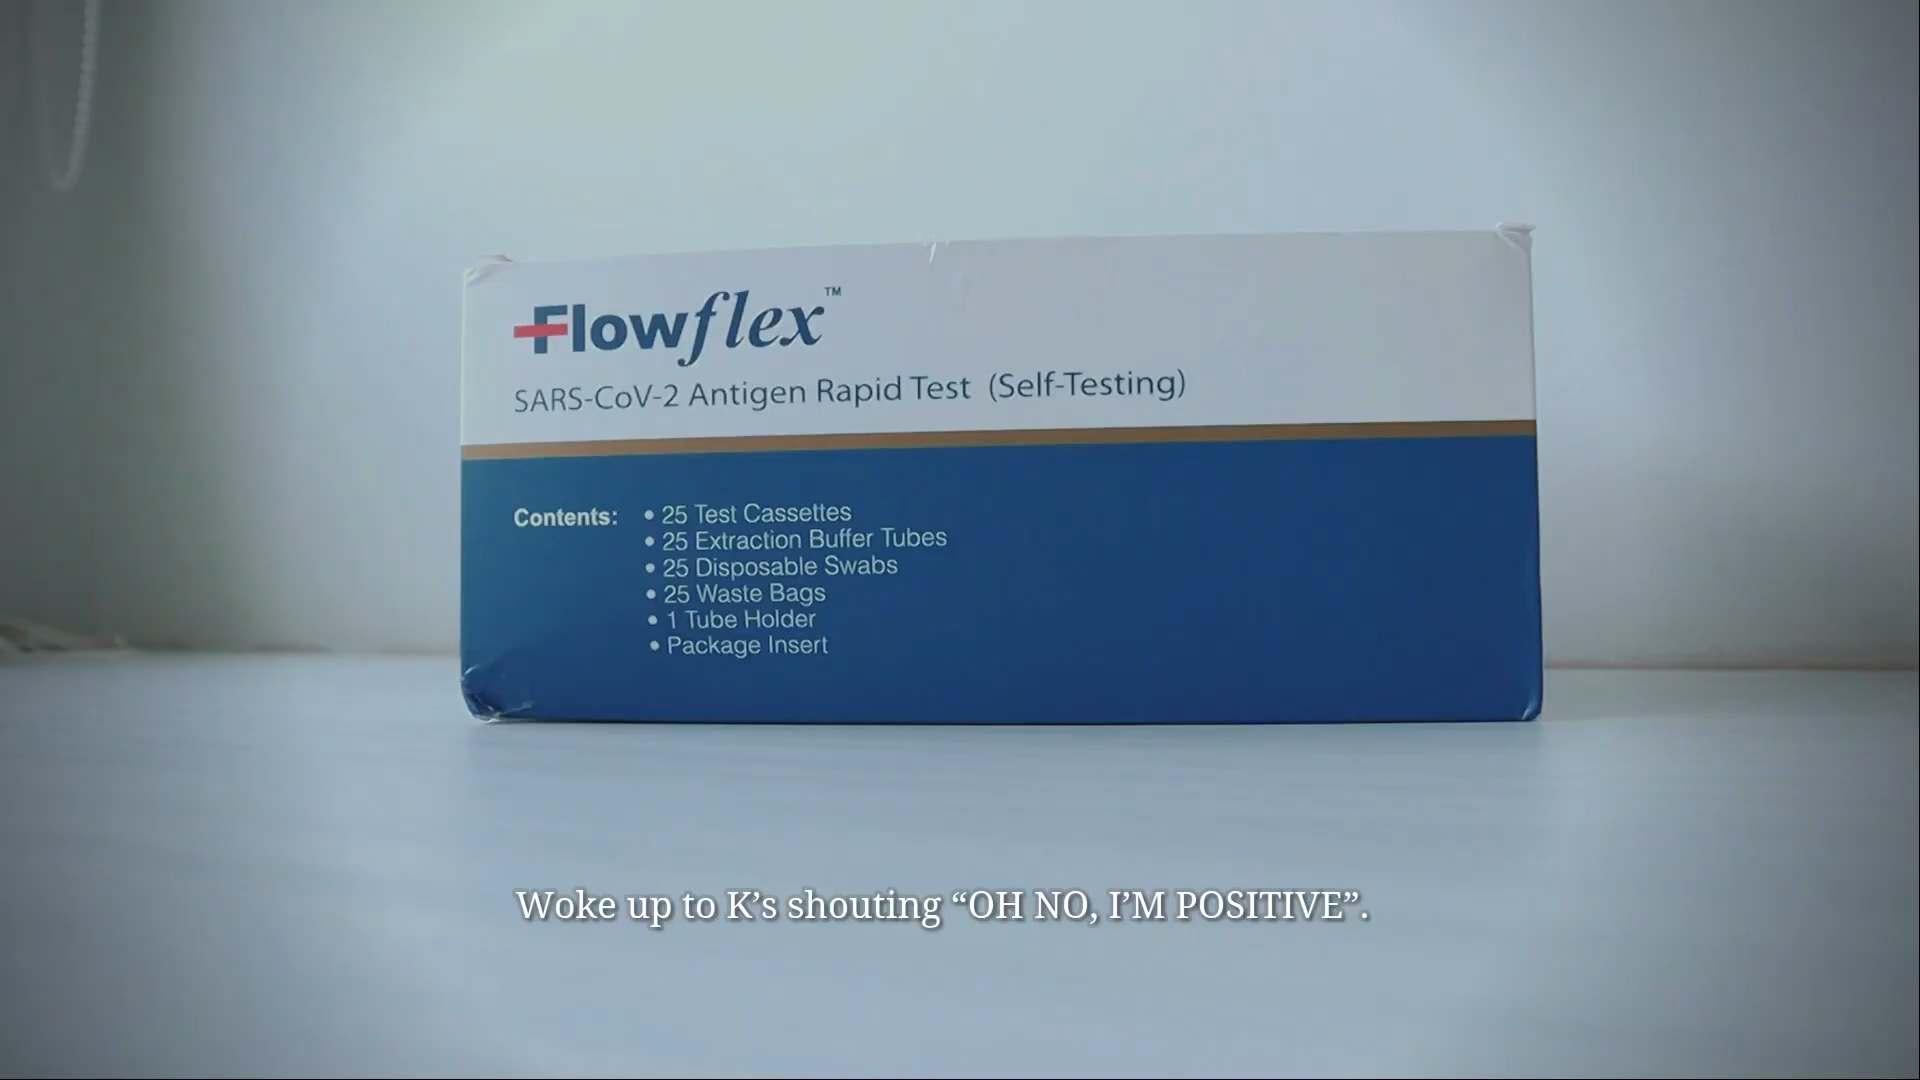 Flowflex™
SARS-CoV-2 Antigen Rapid Test (Self-Testing)
Contents:
• 25 Test Cassettes
• 25 Extraction Buffer Tubes
• 25 Disposable Swabs
• 25 Waste Bags
• 1 Tube Holder
• Package Insert
Woke up to K’s shouting “OH NO, I’M POSITIVE”.